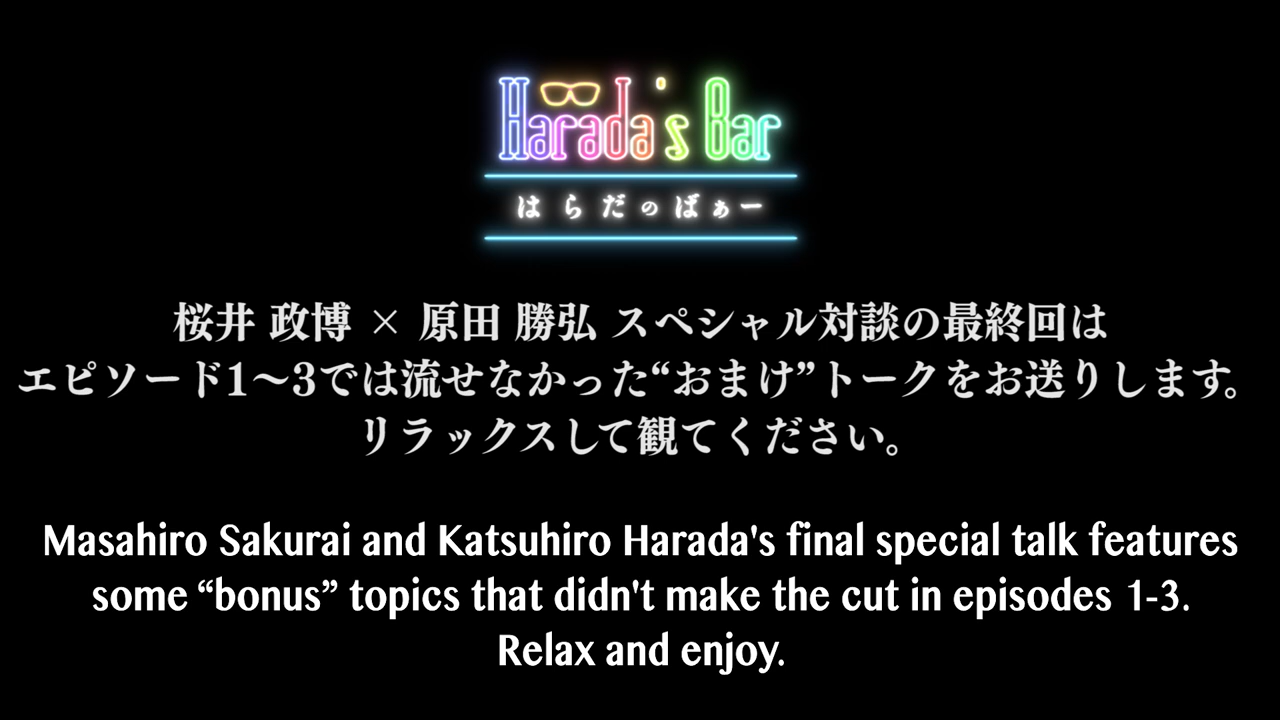 Harada's Bar
はらだのばぁー
桜井 政博 × 原田 勝弘 スペシャル対談の最終回は
エピソード1〜3では流せなかった“おまけ”トークをお送りします。
リラックスして観てください。
Masahiro Sakurai and Katsuhiro Harada's final special talk features
some “bonus” topics that didn't make the cut in episodes 1-3.
Relax and enjoy.